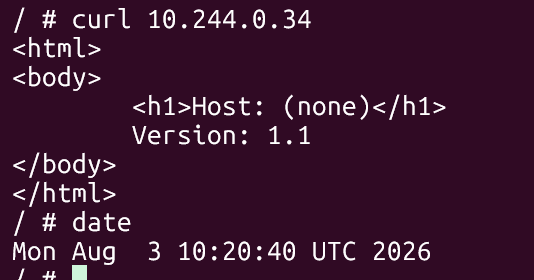 / # curl 10.244.0.34
<html>
<body>
        <h1>Host: (none)</h1>
        Version: 1.1
</body>
</html>
/ # date
Mon Aug  3 10:20:40 UTC 2026
/ #